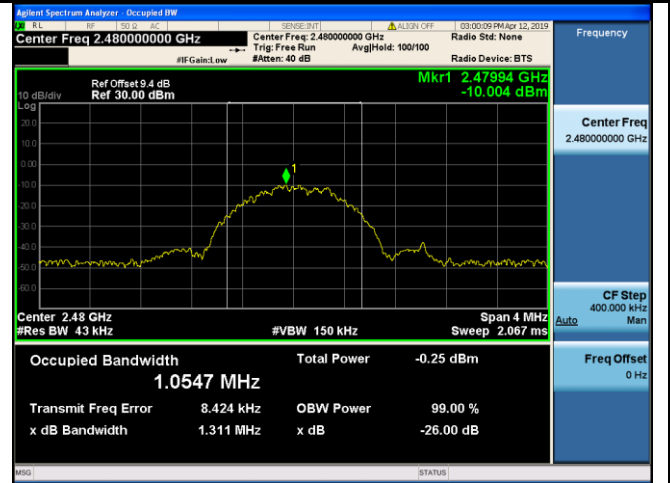 Agilent Spectrum Analyzer - Occupied BW
RL RF 50 Ω AC SENSE:INT ALIGN OFF 03:00:09 PM Apr 12, 2019
Center Freq 2.480000000 GHz Center Freq: 2.480000000 GHz Radio Std: None
Trig: Free Run Avg|Hold: 100/100
#IFGain:Low #Atten: 40 dB Radio Device: BTS
Frequency
Mkr1 2.47994 GHz
Ref Offset 9.4 dB
10 dB/div Ref 30.00 dBm -10.004 dBm
Log
20.0
10.0
0.00
1
-10.0
-20.0
-30.0
-40.0
-50.0
-60.0
Center 2.48 GHz Span 4 MHz
#Res BW 43 kHz #VBW 150 kHz Sweep 2.067 ms
Center Freq
2.480000000 GHz
CF Step
400.000 kHz
Auto Man
Freq Offset
0 Hz
Occupied Bandwidth Total Power -0.25 dBm
1.0547 MHz
Transmit Freq Error 8.424 kHz OBW Power 99.00 %
x dB Bandwidth 1.311 MHz x dB -26.00 dB
MSG STATUS